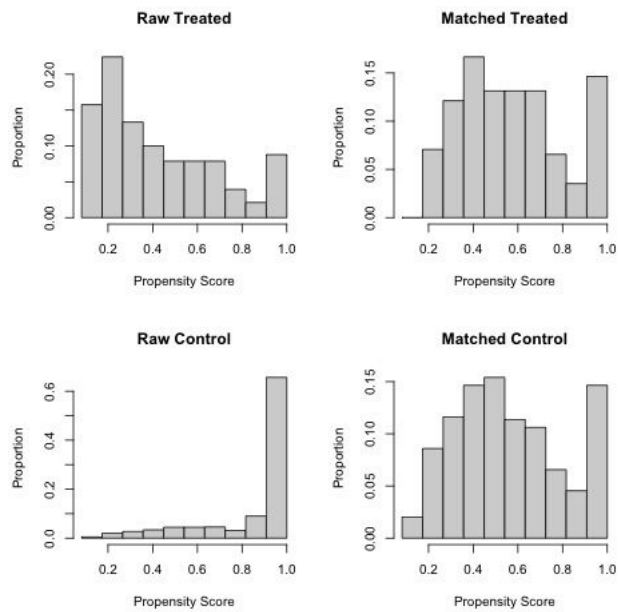 Raw Treated
Proportion
0.00 0.10 0.20
0.2 0.4 0.6 0.8 1.0
Propensity Score
Matched Treated
Proportion
0.00 0.05 0.10 0.15
0.2 0.4 0.6 0.8 1.0
Propensity Score
Raw Control
Proportion
0.0 0.2 0.4 0.6
0.2 0.4 0.6 0.8 1.0
Propensity Score
Matched Control
Proportion
0.00 0.05 0.10 0.15
0.2 0.4 0.6 0.8 1.0
Propensity Score